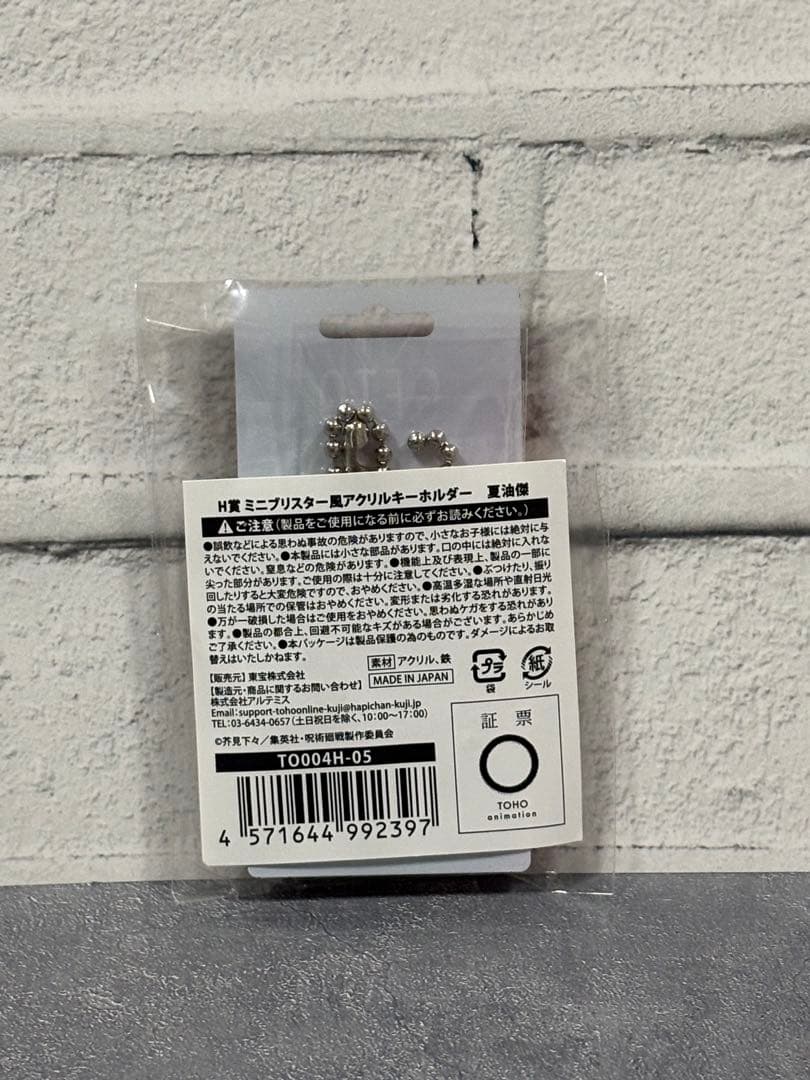 H賞 ミニブリスター風アクリルキーホルダー　夏油傑
ご注意（製品をご使用になる前に必ずお読みください。）
●誤飲などによる思わぬ事故の危険がありますので、小さなお子様には絶対に与
えないでください。●本製品には小さな部品があります。口の中には絶対に入れな
いでください。窒息などの危険があります。●機能上及び表現上、製品の一部に
尖った部分があります。ご使用の際は十分に注意してください。●ぶつけたり、振り
回したりすると大変危険ですので、おやめください。●高温多湿な場所や直射日光
の当たる場所での保管はおやめください。変形または劣化する恐れがあります。
●万が一破損した場合はご使用をおやめください。思わぬケガをする恐れがあり
ます。●製品の都合上、回避不可能なキズがある場合がございます。あらかじめ
ご了承ください。●本パッケージは製品保護の為のものです。ダメージによるお取
替えはいたしかねます。
【販売元】東宝株式会社
【製造元・商品に関するお問い合わせ】
株式会社アルテミス
Email：support-tohoonline-kuji@hapichan-kuji.jp
TEL：03-6434-0657（土日祝日を除く、10：00〜17：00）
素材 アクリル、鉄
MADE IN JAPAN
プラ
袋
紙
シール
©芥見下々／集英社・呪術廻戦製作委員会
TO004H-05
4 571644 992397
証票
TOHO
animation